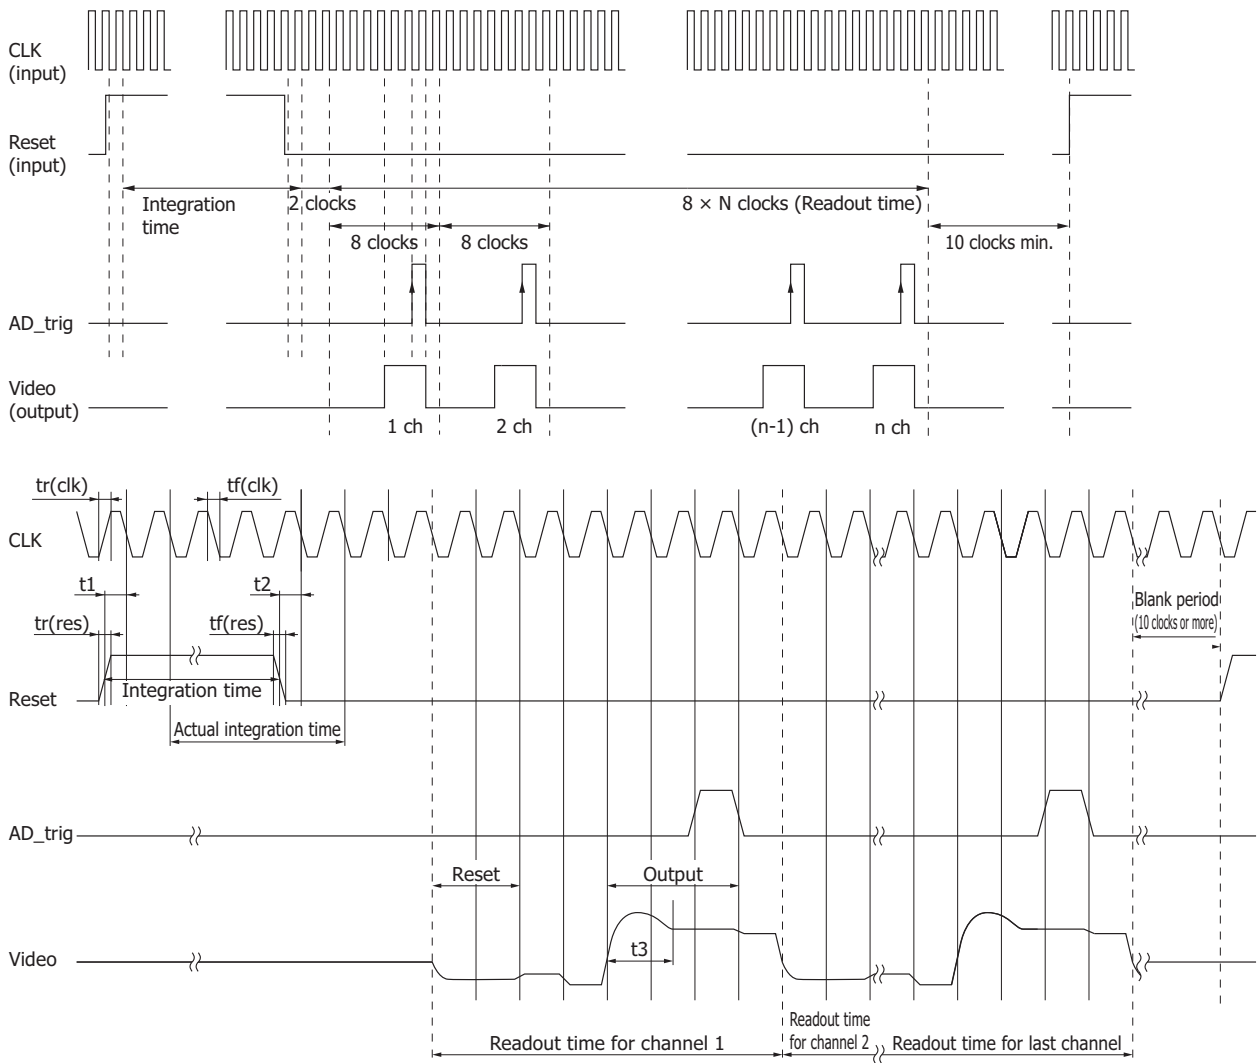 CLK
(input)
Reset
(input)
Integration
time
2 clocks
8 × N clocks (Readout time)
8 clocks
8 clocks
10 clocks min.
AD_trig
Video
(output)
1 ch
2 ch
(n-1) ch
n ch
tr(clk)
tf(clk)
CLK
t1
t2
Blank period
(10 clocks or more)
tr(res)
tf(res)
Integration time
Reset
Actual integration time
AD_trig
Reset
Output
t3
Video
Readout time for channel 1
Readout time
for channel 2
Readout time for last channel